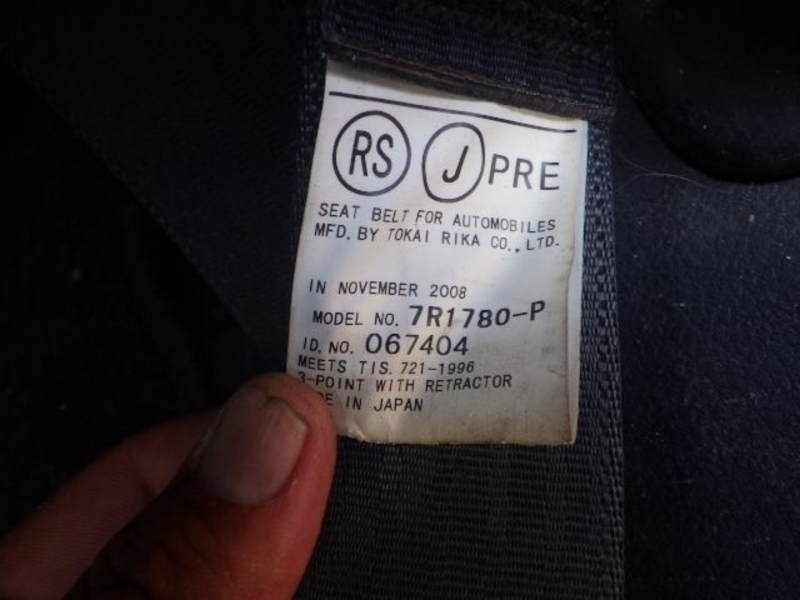 RS J PRE
SEAT BELT FOR AUTOMOBILES
MFD. BY TOKAI RIKA CO., LTD.
IN NOVEMBER 2008
MODEL NO. 7R1780-P
ID. NO. 067404
MEETS TIS. 721-1996
3-POINT WITH RETRACTOR
IN JAPAN